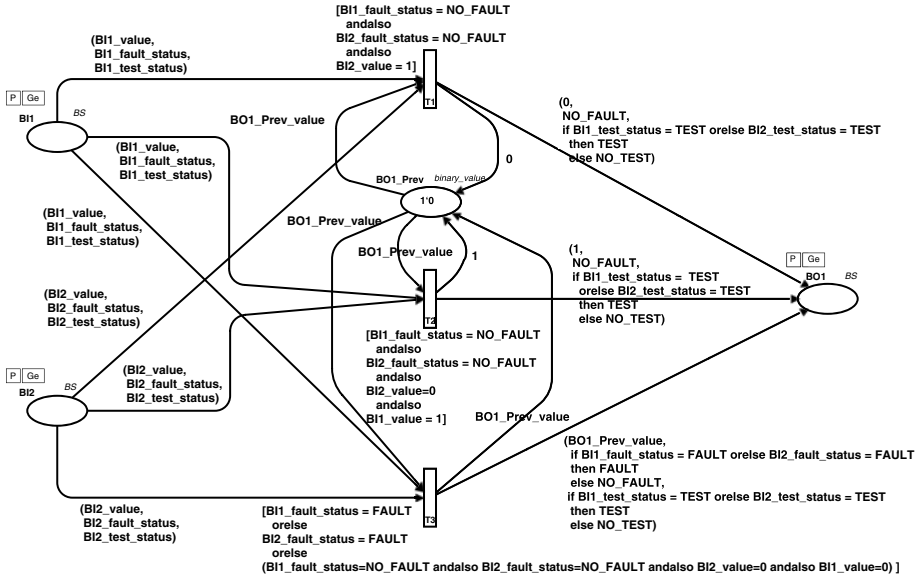 [BI1_fault_status = NO_FAULT
andalso
BI2_fault_status = NO_FAULT
andalso
BI2_value = 1]
T1
(BI1_value,
BI1_fault_status,
BI1_test_status)
P Ge
BI1
BS
(BI1_value,
BI1_fault_status,
BI1_test_status)
BO1_Prev_value
0
(0,
NO_FAULT,
if BI1_test_status = TEST orelse BI2_test_status = TEST
then TEST
else NO_TEST)
BO1_Prev
binary_value
1`0
(BI1_value,
BI1_fault_status,
BI1_test_status)
BO1_Prev_value
BO1_Prev_value
1
(1,
NO_FAULT,
if BI1_test_status = TEST
orelse BI2_test_status = TEST
then TEST
else NO_TEST)
P Ge
BO1
BS
(BI2_value,
BI2_fault_status,
BI2_test_status)
T2
[BI1_fault_status = NO_FAULT
andalso
BI2_fault_status = NO_FAULT
andalso
BI2_value=0
andalso
BI1_value = 1]
P Ge
BI2
BS
(BI2_value,
BI2_fault_status,
BI2_test_status)
BO1_Prev_value
(BO1_Prev_value,
if BI1_fault_status = FAULT orelse BI2_fault_status = FAULT
then FAULT
else NO_FAULT,
if BI1_test_status = TEST orelse BI2_test_status = TEST
then TEST
else NO_TEST)
T3
(BI2_value,
BI2_fault_status,
BI2_test_status)
[BI1_fault_status = FAULT
orelse
BI2_fault_status = FAULT
orelse
(BI1_fault_status=NO_FAULT andalso BI2_fault_status=NO_FAULT andalso BI2_value=0 andalso BI1_value=0) ]